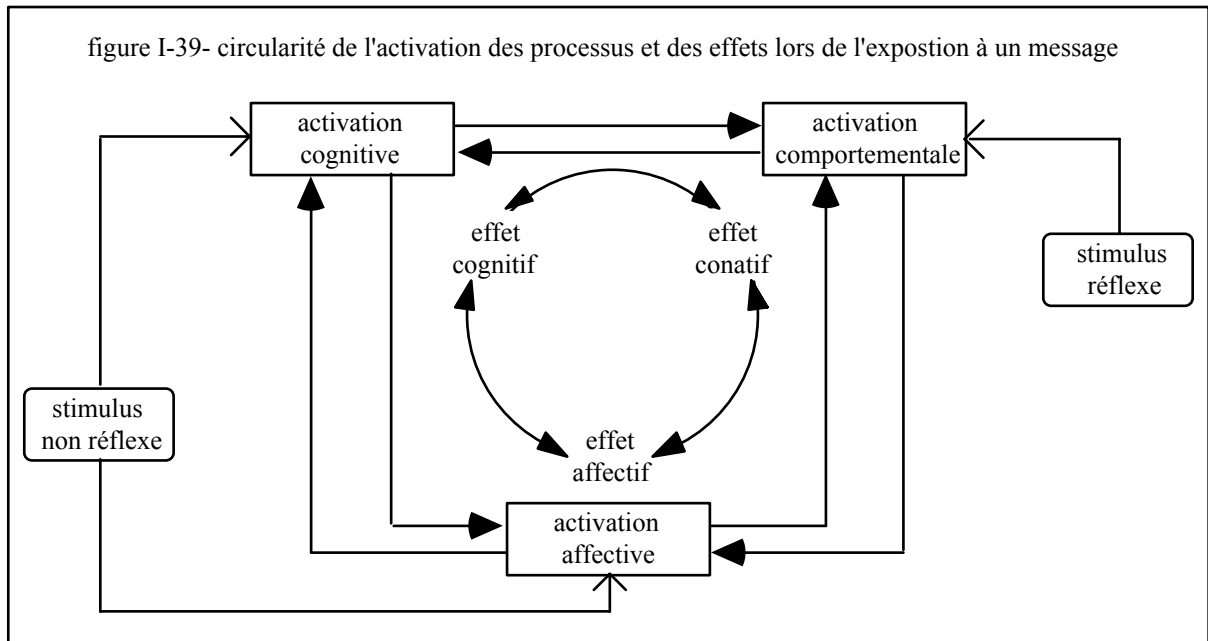 figure I-39- circularité de l'activation des processus et des effets lors de l'expostion à un message
activation
cognitive
activation
comportementale
effet
cognitif
effet
conatif
stimulus
réflexe
stimulus
non réflexe
effet
affectif
activation
affective